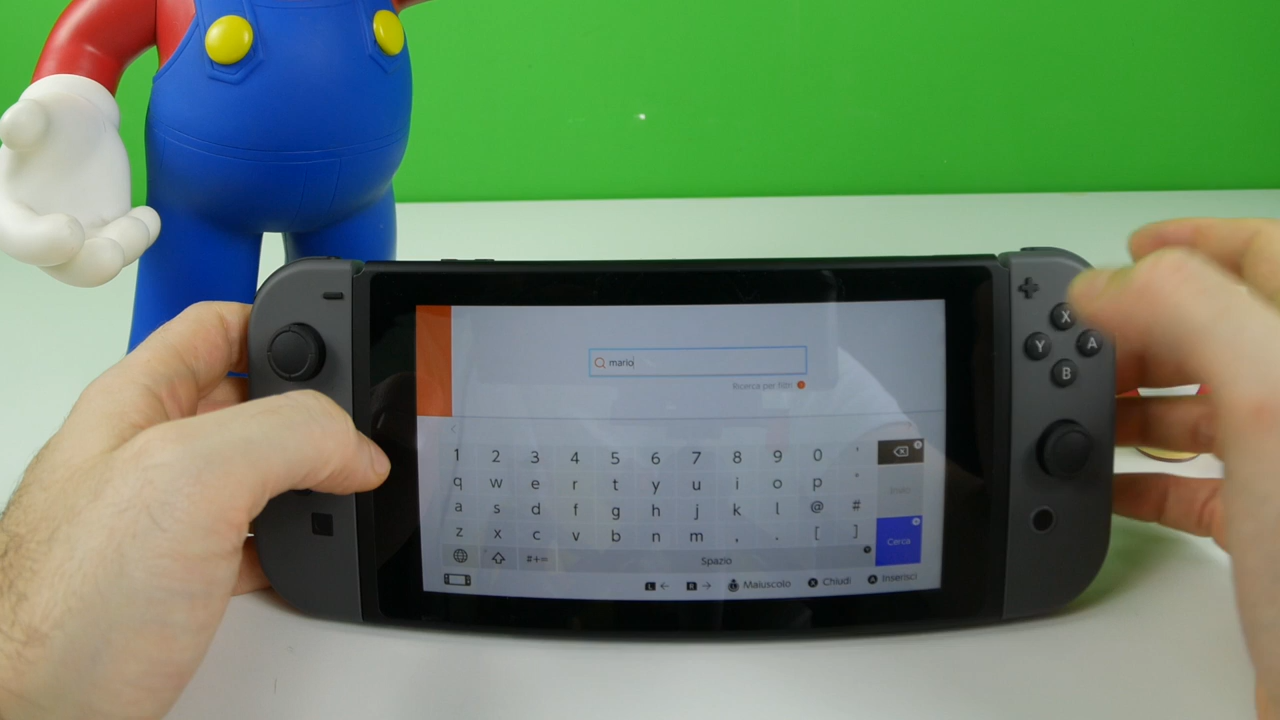 mario
Ricerca per filtri
1 2 3 4 5 6 7 8 9 0 '
q w e r t y u i o p "
a s d f g h j k l @ #
z x c v b n m , . [ ]
Cerca
#+= Spazio
L ← R → Maiuscolo X Chiudi A Inserisci
X
Y A
B